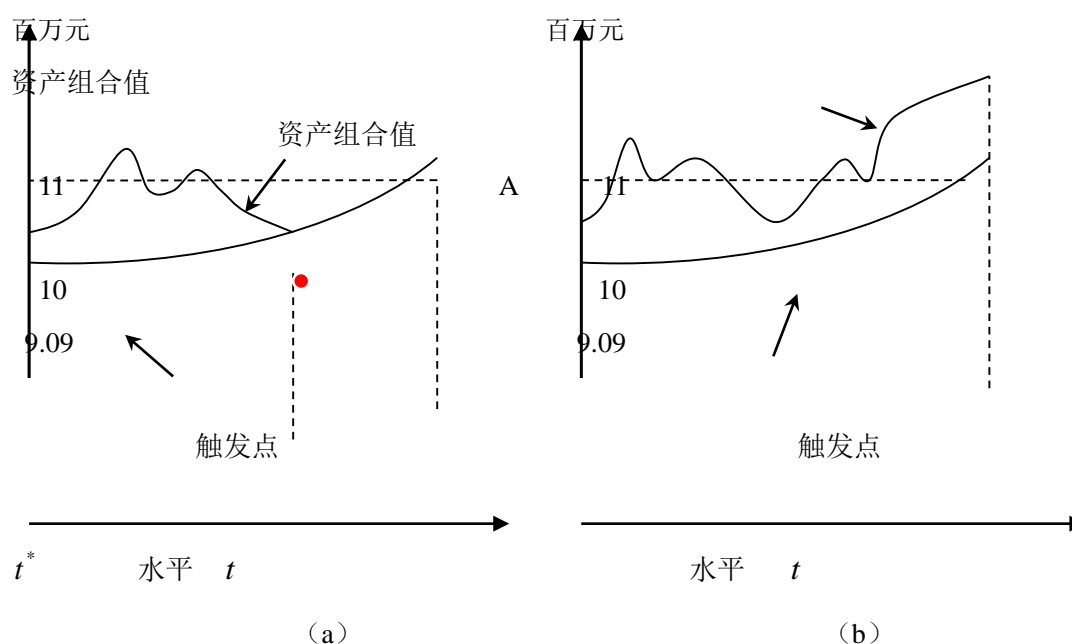 百万元 百万元
资产组合值
资产组合值
11 A 11
10 10
9.09 9.09
触发点 触发点
t* 水平 t 水平 t
（a） （b）